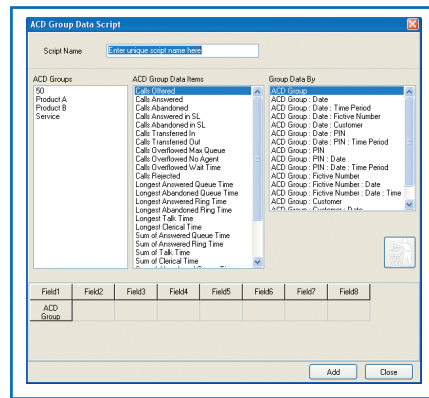 ACD Group Data Script
Script Name
Enter unique script name here
ACD Groups
50
Product A
Product B
Service
ACD Group Data Items
Calls Offered
Calls Answered
Calls Abandoned
Calls Answered in SL
Calls Abandoned in SL
Calls Transferred In
Calls Transferred Out
Calls Overflowed Max Queue
Calls Overflowed No Agent
Calls Overflowed Wait Time
Calls Rejected
Longest Answered Queue Time
Longest Abandoned Queue Time
Longest Answered Ring Time
Longest Abandoned Ring Time
Longest Talk Time
Longest Clerical Time
Sum of Answered Queue Time
Sum of Answered Ring Time
Sum of Talk Time
Sum of Clerical Time
Group Data By
ACD Group
ACD Group : Date
ACD Group : Date : Time Period
ACD Group : Date : Fictive Number
ACD Group : Date : Customer
ACD Group : Date : PIN
ACD Group : Date : PIN : Time Period
ACD Group : PIN
ACD Group : PIN : Date
ACD Group : PIN : Date : Time Period
ACD Group : Fictive Number
ACD Group : Fictive Number : Date
ACD Group : Fictive Number : Date : Time
ACD Group : Customer
ACD Group : Customer : Date
Field1 Field2 Field3 Field4 Field5 Field6 Field7 Field8
ACD
Group
Add Close